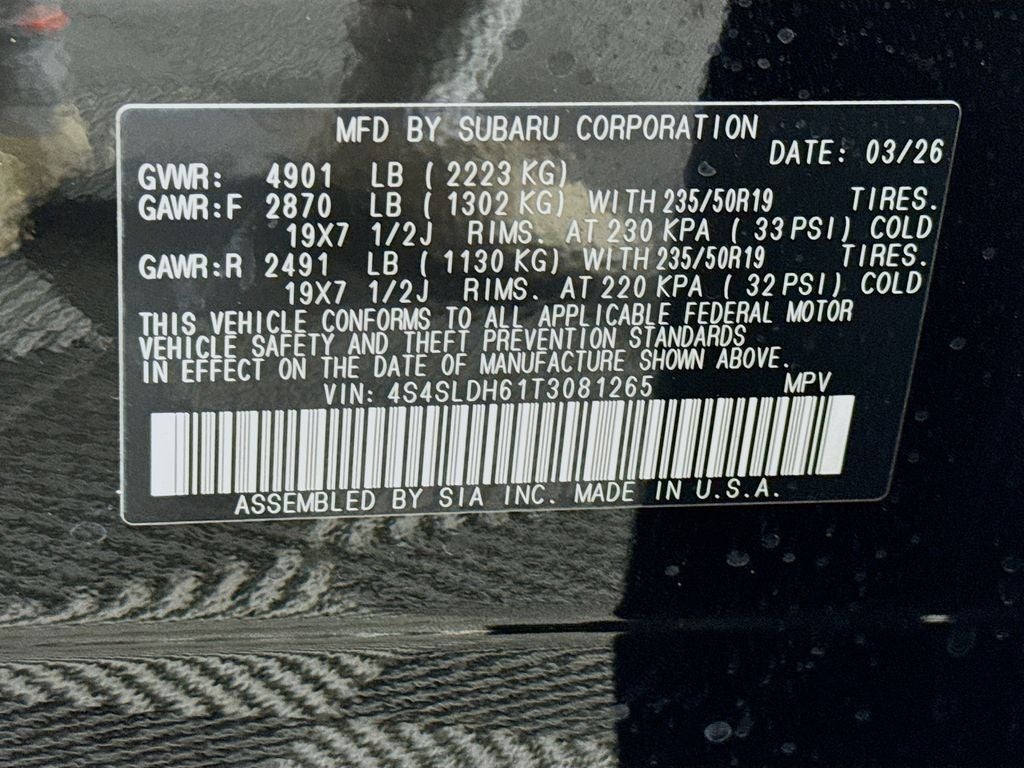 MFD BY SUBARU CORPORATION
DATE: 03/26
GVWR: 4901 LB ( 2223 KG)
GAWR:F 2870 LB ( 1302 KG) WITH 235/50R19 TIRES.
19X7 1/2J RIMS. AT 230 KPA ( 33 PSI) COLD
GAWR:R 2491 LB ( 1130 KG) WITH 235/50R19 TIRES.
19X7 1/2J RIMS. AT 220 KPA ( 32 PSI) COLD
THIS VEHICLE CONFORMS TO ALL APPLICABLE FEDERAL MOTOR
VEHICLE SAFETY AND THEFT PREVENTION STANDARDS
IN EFFECT ON THE DATE OF MANUFACTURE SHOWN ABOVE.
VIN: 4S4SLDH61T3081265 MPV
ASSEMBLED BY SIA INC. MADE IN U.S.A.